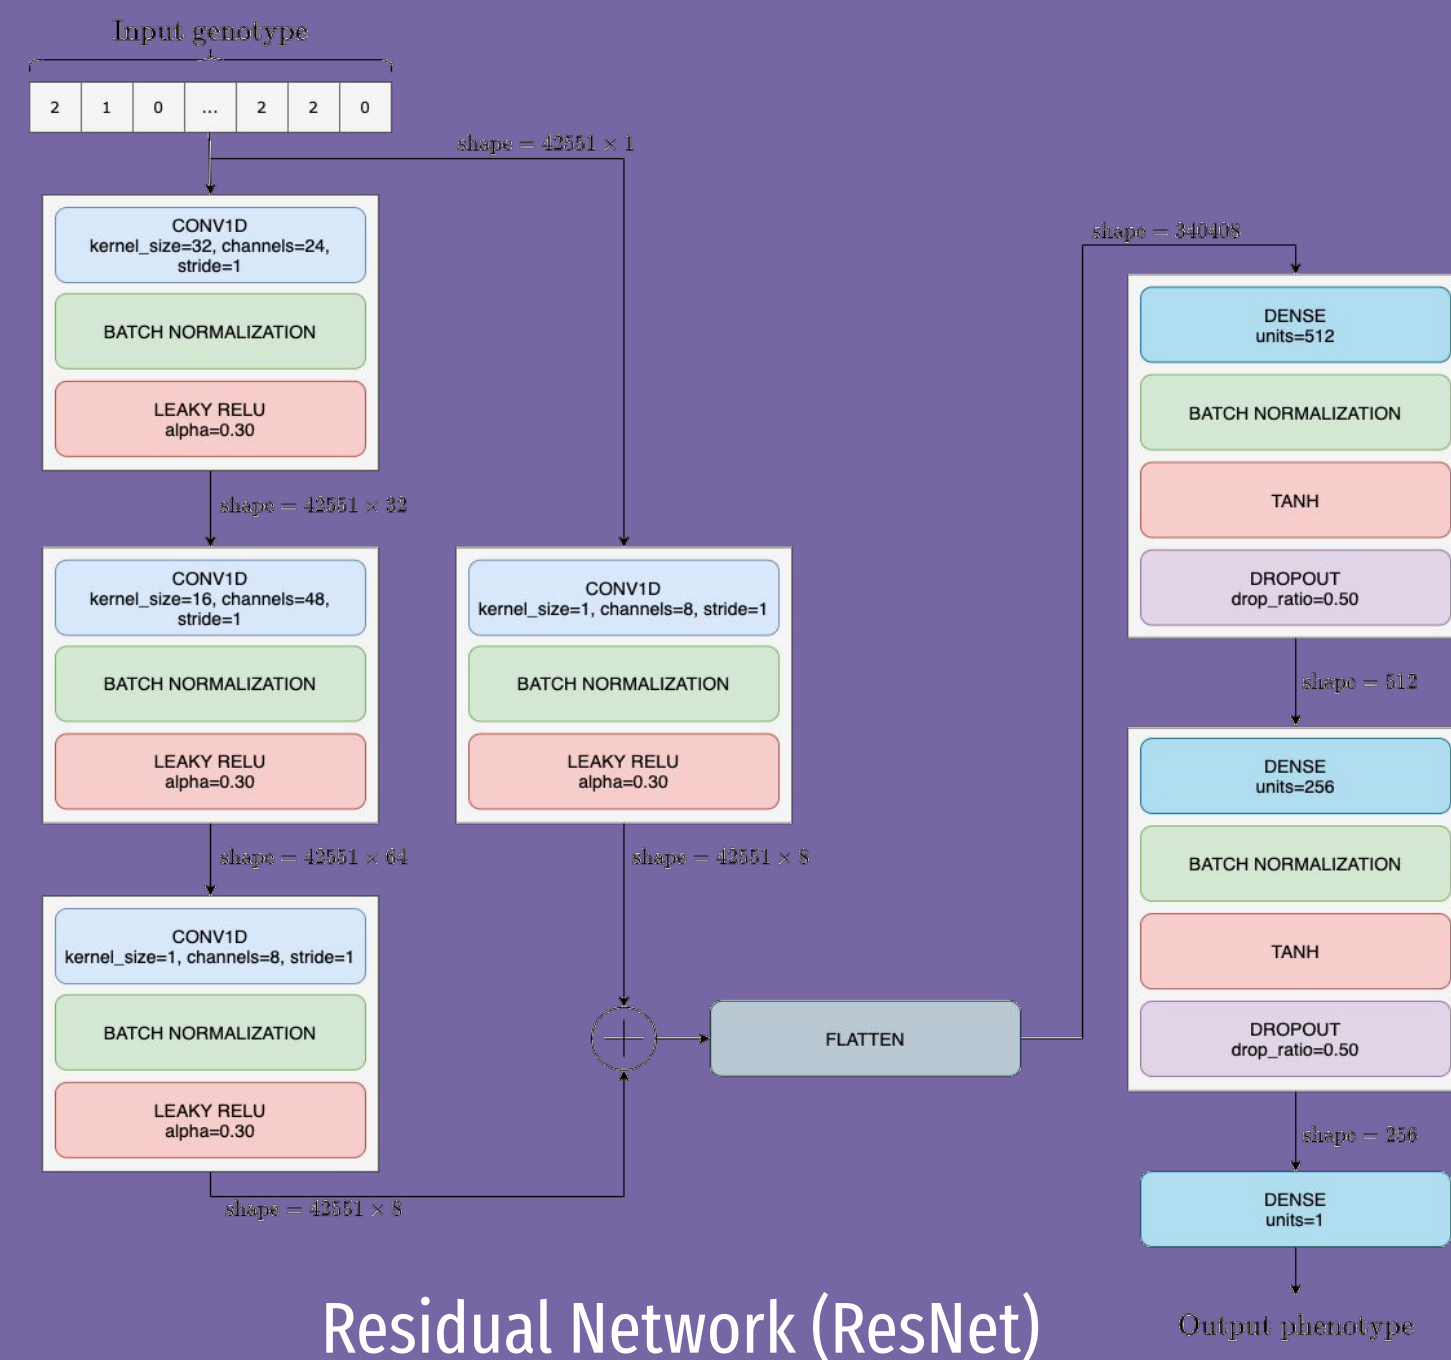 Input genotype
2 1 0 ... 2 2 0
shape = 42551 × 1
CONV1D
kernel_size=32, channels=24,
stride=1
BATCH NORMALIZATION
LEAKY RELU
alpha=0.30
shape = 42551 × 32
CONV1D
kernel_size=16, channels=48,
stride=1
BATCH NORMALIZATION
LEAKY RELU
alpha=0.30
shape = 42551 × 64
CONV1D
kernel_size=1, channels=8, stride=1
BATCH NORMALIZATION
LEAKY RELU
alpha=0.30
shape = 42551 × 8
CONV1D
kernel_size=1, channels=8, stride=1
BATCH NORMALIZATION
LEAKY RELU
alpha=0.30
shape = 42551 × 8
FLATTEN
shape = 340408
DENSE
units=512
BATCH NORMALIZATION
TANH
DROPOUT
drop_ratio=0.50
shape = 512
DENSE
units=256
BATCH NORMALIZATION
TANH
DROPOUT
drop_ratio=0.50
shape = 256
DENSE
units=1
Output phenotype
Residual Network (ResNet)